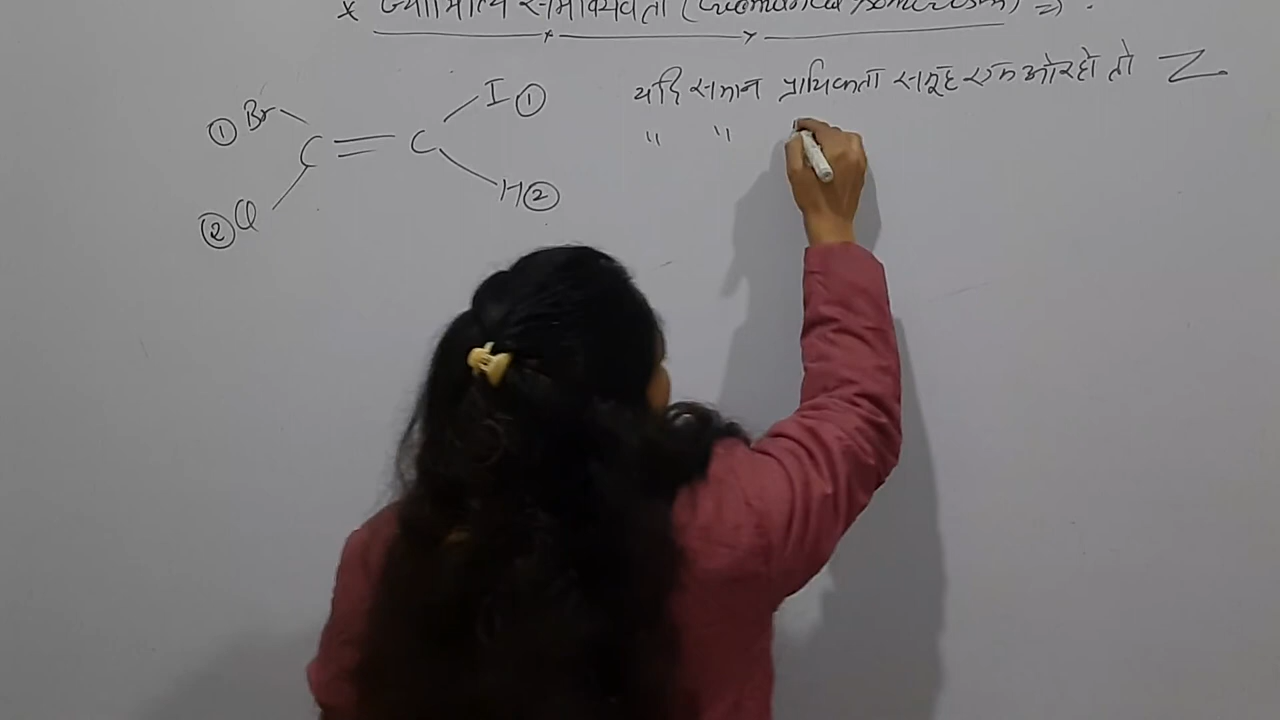 * ज्यामितीय समावयवता (Geometrical Isomerism) ⇒ :
यदि समान प्राथमिकता समूह एक ओर हो तो Z
" "
① Br I ①
C = C
② Cl H ②